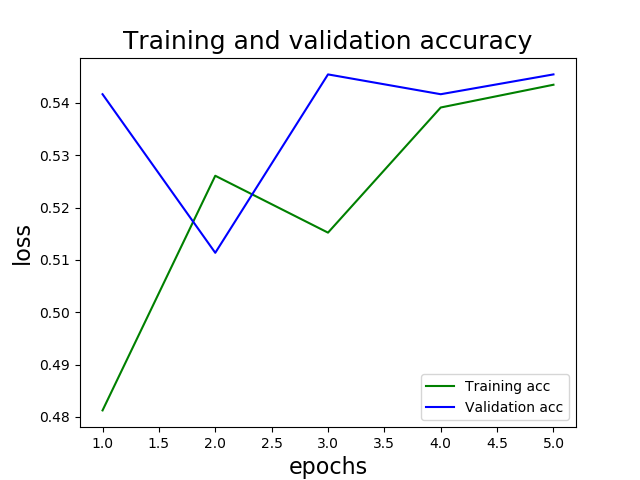 Training and validation accuracy
0.54
0.53
0.52
0.51
0.50
0.49
0.48
loss
1.0 1.5 2.0 2.5 3.0 3.5 4.0 4.5 5.0
epochs
Training acc
Validation acc